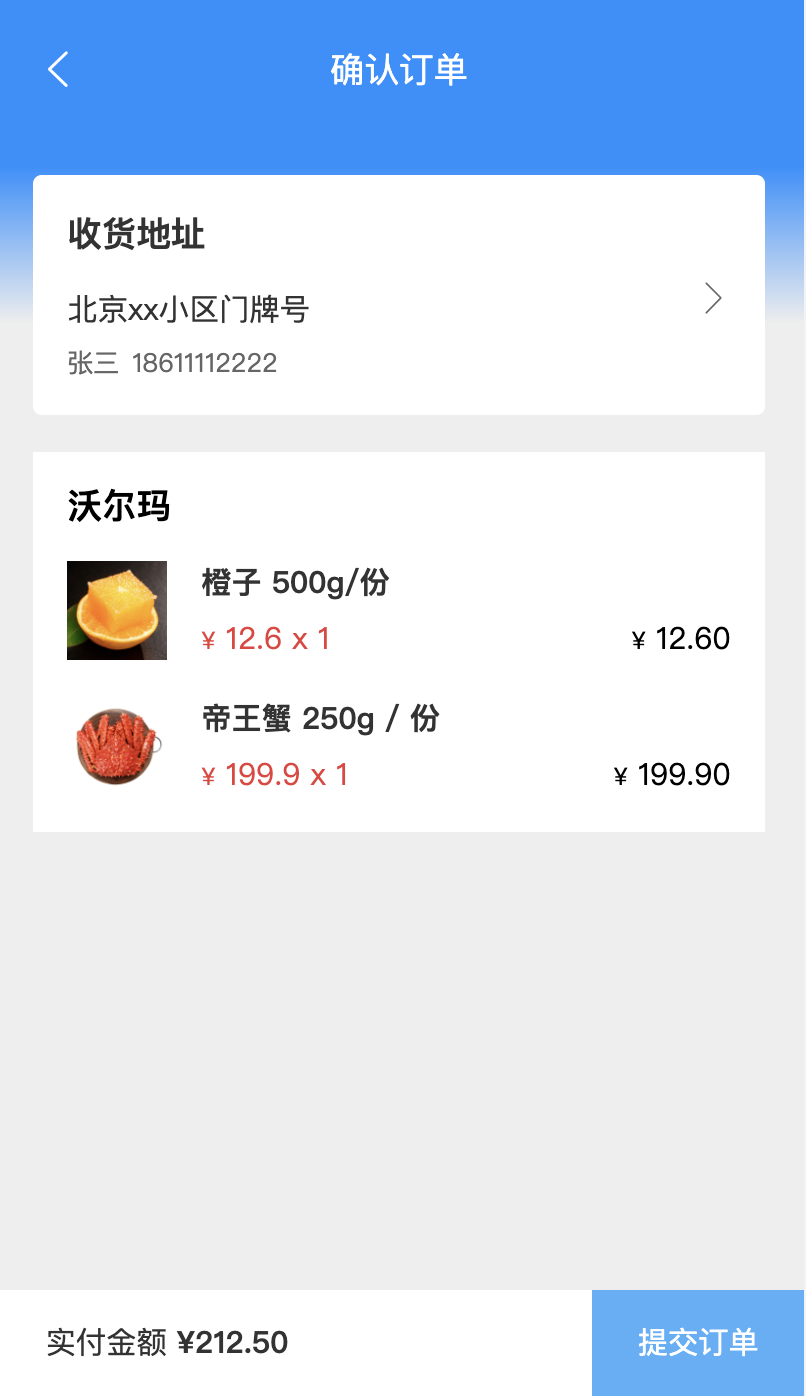 确认订单
收货地址
北京xx小区门牌号
张三 18611112222
沃尔玛
橙子 500g/份
¥ 12.6 x 1
¥ 12.60
帝王蟹 250g / 份
¥ 199.9 x 1
¥ 199.90
实付金额 ¥212.50
提交订单